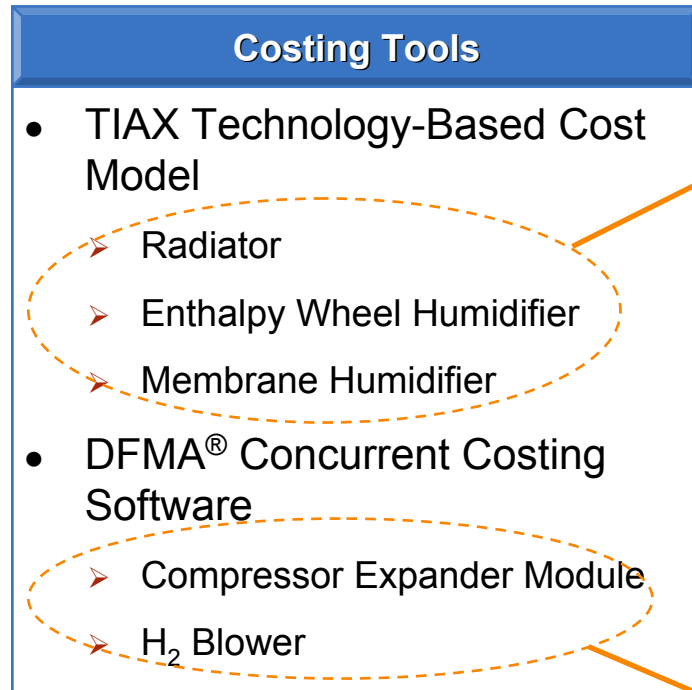 Costing Tools
● TIAX Technology-Based Cost
Model
➢ Radiator
➢ Enthalpy Wheel Humidifier
➢ Membrane Humidifier
● DFMA® Concurrent Costing
Software
➢ Compressor Expander Module
➢ H₂ Blower